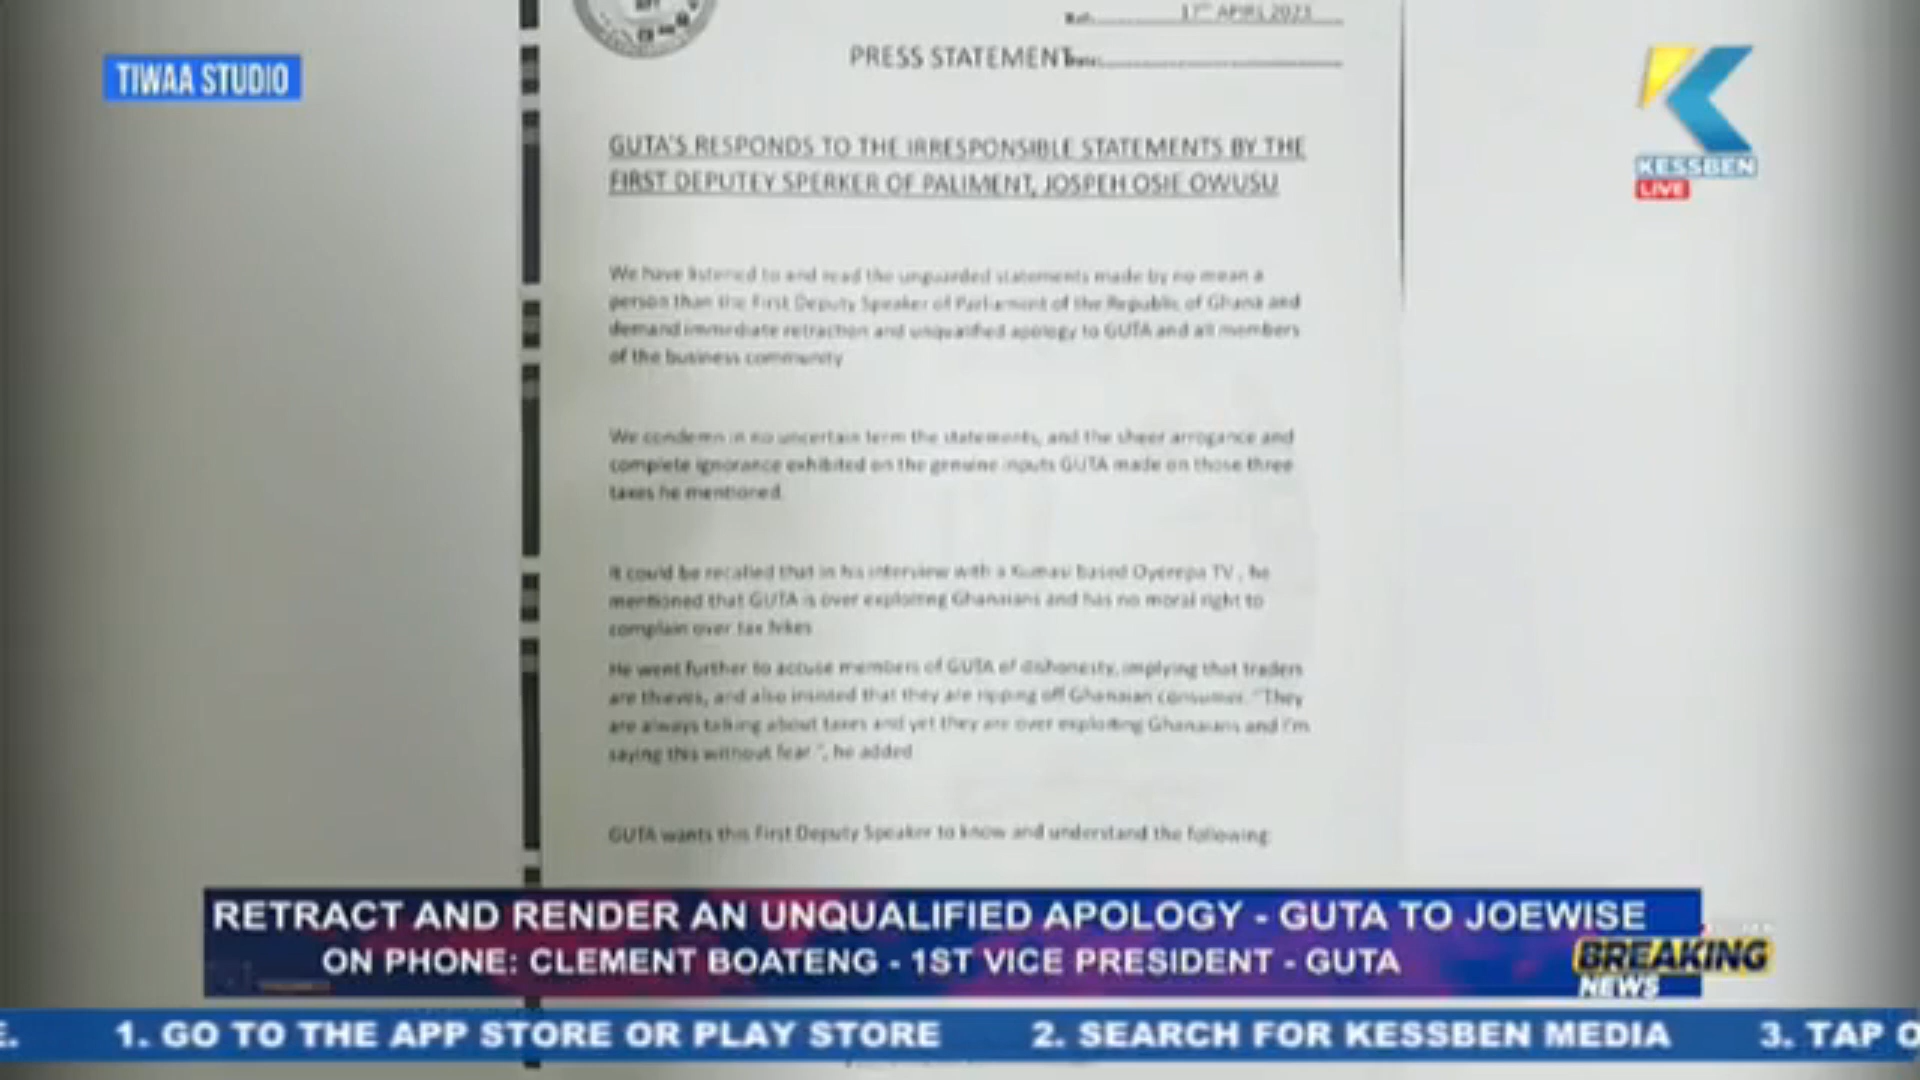 TIWAA STUDIO
17TH APIRL 2023
PRESS STATEMENT
KESSBEN
LIVE
GUTA'S RESPONDS TO THE IRRESPONSIBLE STATEMENTS BY THE
FIRST DEPUTEY SPERKER OF PALIMENT, JOSPEH OSIE OWUSU
We have listened to and read the unguarded statements made by no mean a
person than the First Deputy Speaker of Parliament of the Republic of Ghana and
demand immediate retraction and unqualified apology to GUTA and all members
of the business community
We condemn in no uncertain term the statements, and the sheer arrogance and
complete ignorance exhibited on the genuine inputs GUTA made on those three
taxes he mentioned.
It could be recalled that in his interview with a Kumasi based Oyerepa TV , he
mentioned that GUTA is over exploiting Ghanaians and has no moral right to
complain over tax hikes
He went further to accuse members of GUTA of dishonesty, implying that traders
are thieves, and also insisted that they are ripping off Ghanaian consumer. "They
are always talking about taxes and yet they are over exploiting Ghanaians and I'm
saying this without fear ", he added
GUTA wants this First Deputy Speaker to know and understand the following:
RETRACT AND RENDER AN UNQUALIFIED APOLOGY - GUTA TO JOEWISE
ON PHONE: CLEMENT BOATENG - 1ST VICE PRESIDENT - GUTA
BREAKING
NEWS
E. 1. GO TO THE APP STORE OR PLAY STORE 2. SEARCH FOR KESSBEN MEDIA 3. TAP O